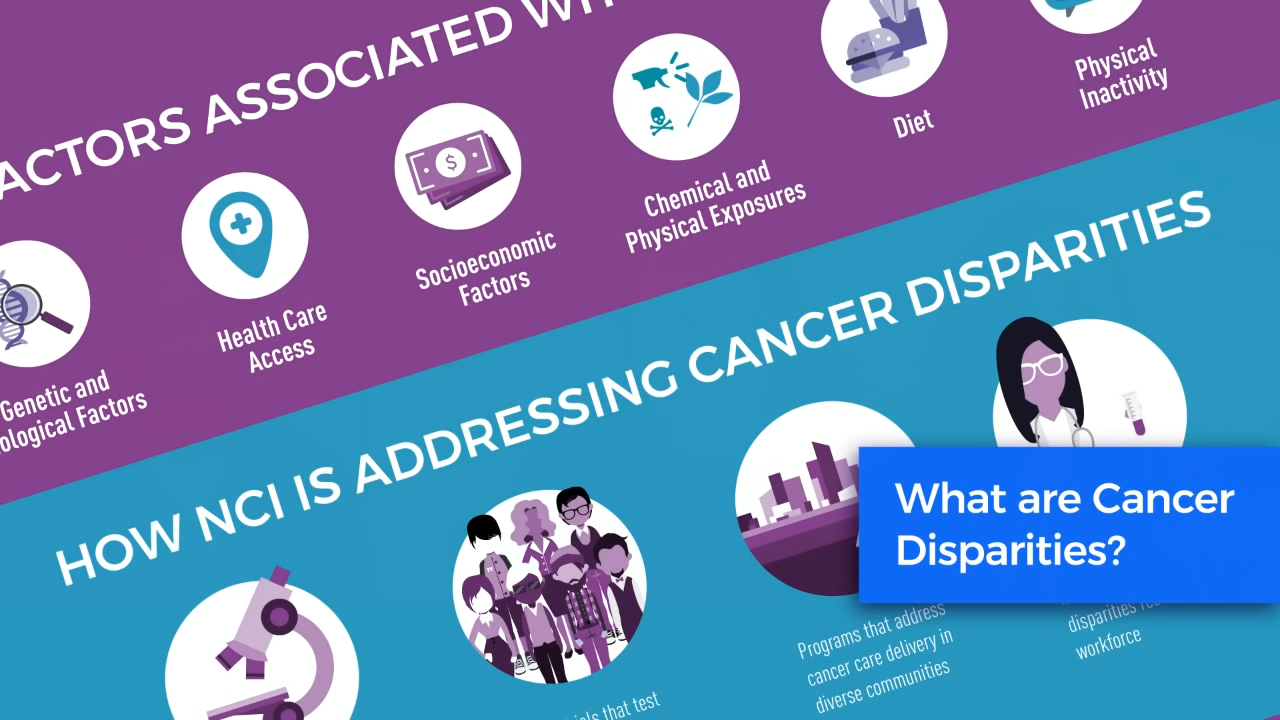 ACTORS ASSOCIATED
Physical
Inactivity
Diet
Chemical and
Physical Exposures
Socioeconomic
Factors
Health Care
Access
Genetic and
ological Factors
HOW NCI IS ADDRESSING CANCER DISPARITIES
What are Cancer
Disparities?
Programs that address
cancer care delivery in
diverse communities
disparities
workforce
that test